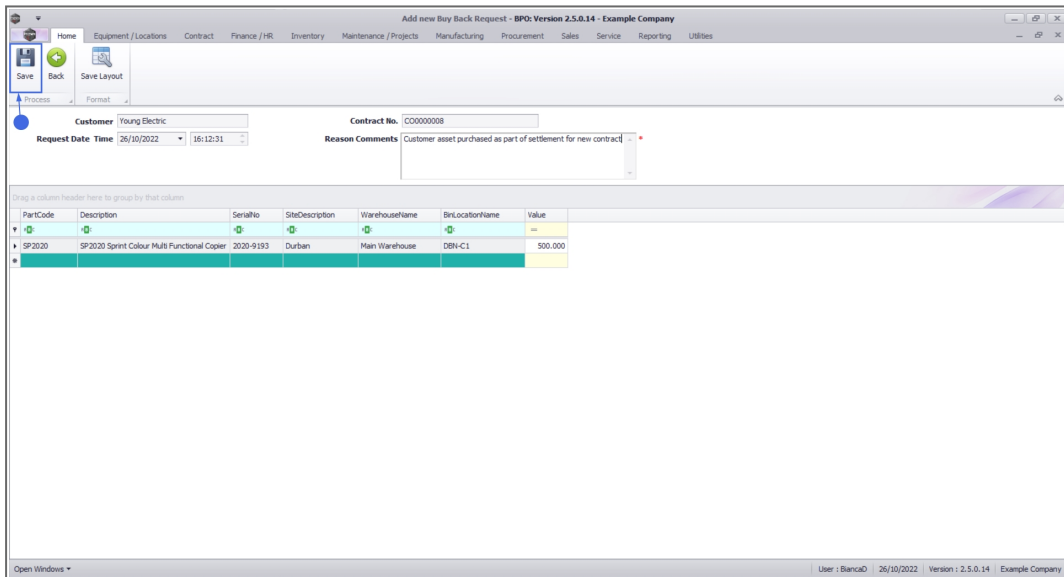 Add new Buy Back Request - BPO: Version 2.5.0.14 - Example Company
Home Equipment / Locations Contract Finance / HR Inventory Maintenance / Projects Manufacturing Procurement Sales Service Reporting Utilities
Save Back Save Layout
Process Format
Customer Young Electric Contract No. CO0000008
Request Date Time 26/10/2022 16:12:31 Reason Comments Customer asset purchased as part of settlement for new contract *
Drag a column header here to group by that column
PartCode Description SerialNo SiteDescription WarehouseName BinLocationName Value
SP2020 SP2020 Sprint Colour Multi Functional Copier 2020-9193 Durban Main Warehouse DBN-C1 500.000
Open Windows User : BiancaD 26/10/2022 Version : 2.5.0.14 Example Company